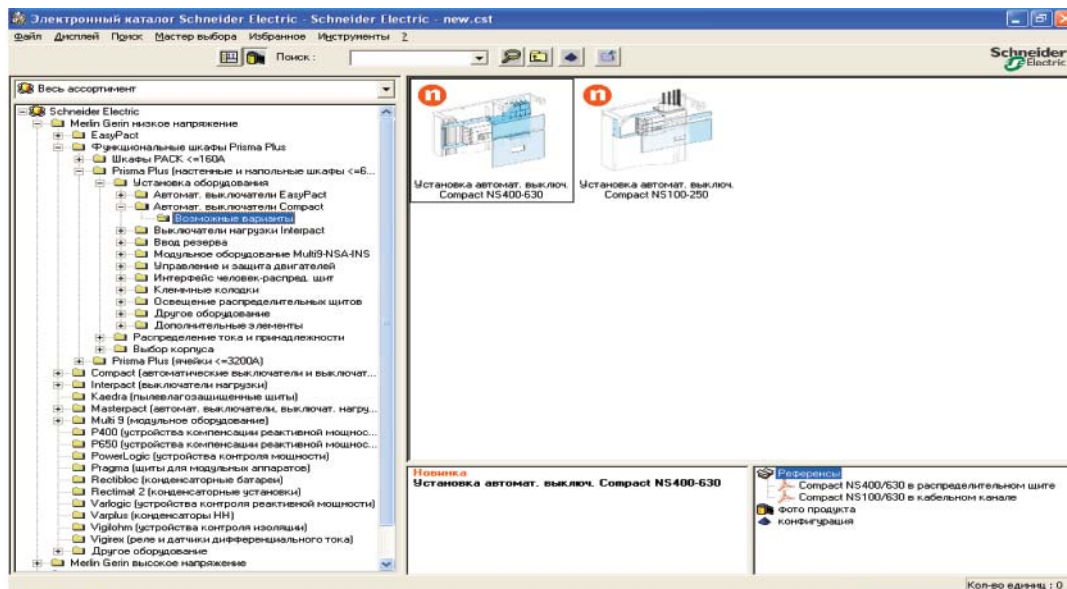 Электронный каталог Schneider Electric - Schneider Electric - new.cst
Файл Дисплей Поиск Мастер выбора Избранное Инструменты ?
Поиск :
Schneider
Electric
Весь ассортимент
Schneider Electric
Merlin Gerin низкое напряжение
EasyPact
Функциональные шкафы Prisma Plus
Шкафы PACK <=160A
Prisma Plus (настенные и напольные шкафы <=6...
Установка оборудования
Автомат. выключатели EasyPact
Автомат. выключатели Compact
Возможные варианты
Выключатели нагрузки Interpact
Ввод резерва
Модульное оборудование Multi9-NSA-INS
Управление и защита двигателей
Интерфейс человек-распред. щит
Клеммные колодки
Освещение распределительных щитов
Другое оборудование
Дополнительные элементы
Распределение тока и принадлежности
Выбор корпуса
Prisma Plus (ячейки <=3200A)
Compact (автоматические выключатели и выключат...
Interpact (выключатели нагрузки)
Kaedra (пылевлагозащищенные щиты)
Masterpact (автомат. выключатели, выключат. нагру...
Multi 9 (модульное оборудование)
P400 (устройства компенсации реактивной мощнос...
P650 (устройства компенсации реактивной мощнос...
PowerLogic (устройства контроля мощности)
Pragma (щиты для модульных аппаратов)
Rectibloc (конденсаторные батареи)
Rectimat 2 (конденсаторные установки)
Varlogic (устройства контроля реактивной мощности)
Varplus (конденсаторы НН)
Vigilohm (устройства контроля изоляции)
Vigirex (реле и датчики дифференциального тока)
Другое оборудование
Merlin Gerin высокое напряжение
n
Установка автомат. выключ.
Compact NS400-630
n
Установка автомат. выключ.
Compact NS100-250
Новинка
Установка автомат. выключ. Compact NS400-630
Референсы
Compact NS400/630 в распределительном щите
Compact NS100/630 в кабельном канале
фото продукта
конфигурация
Кол-во единиц : 0